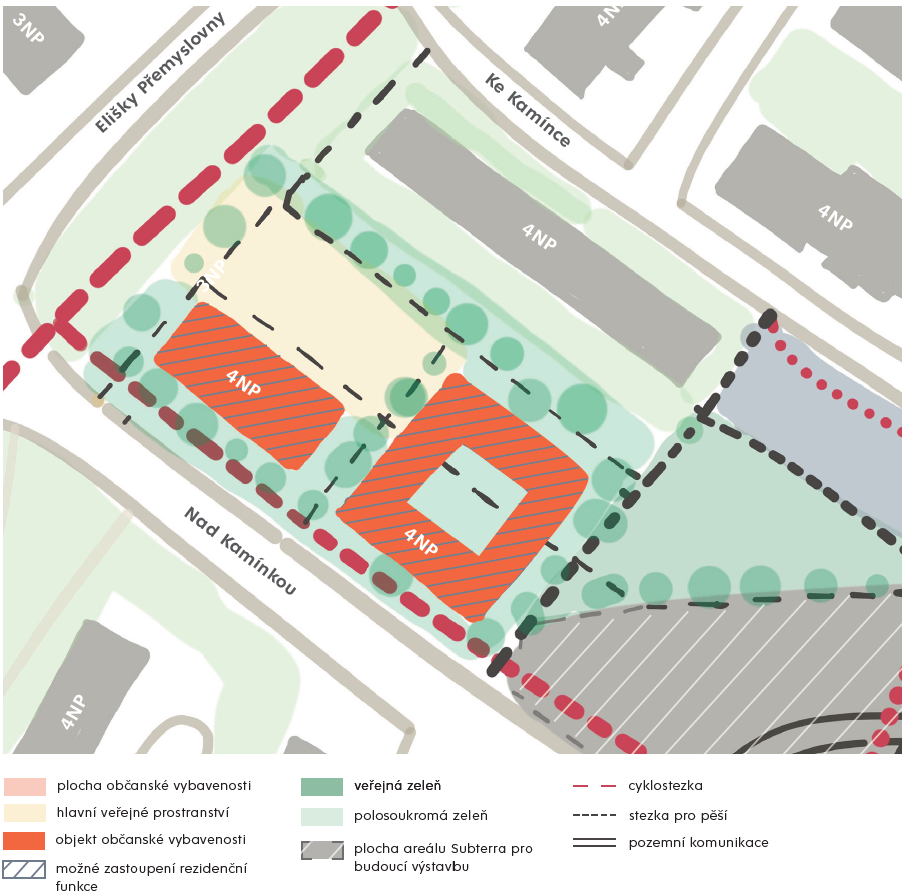 3NP
Elišky Přemyslovny
4N
Ke Kamínce
4NP
4NP
3NP
4NP
4NP
Nad Kamínkou
4NP
plocha občanské vybavenosti
hlavní veřejné prostranství
objekt občanské vybavenosti
možné zastoupení rezidenční
funkce
veřejná zeleň
polosoukromá zeleň
plocha areálu Subterra pro
budoucí výstavbu
cyklostezka
stezka pro pěší
pozemní komunikace